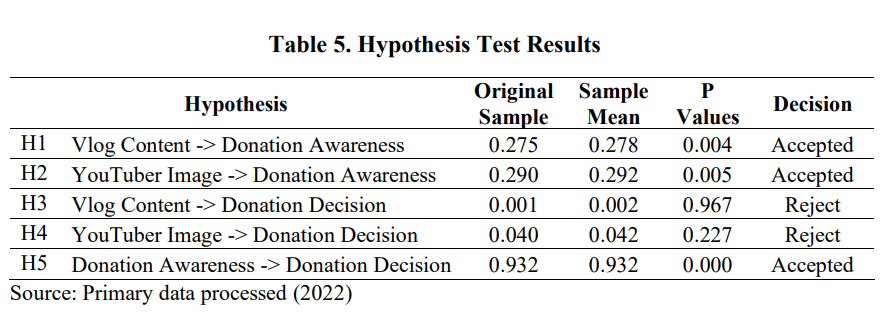 Table 5. Hypothesis Test Results
Hypothesis Original Sample Sample Mean P Values Decision
H1 Vlog Content -> Donation Awareness 0.275 0.278 0.004 Accepted
H2 YouTuber Image -> Donation Awareness 0.290 0.292 0.005 Accepted
H3 Vlog Content -> Donation Decision 0.001 0.002 0.967 Reject
H4 YouTuber Image -> Donation Decision 0.040 0.042 0.227 Reject
H5 Donation Awareness -> Donation Decision 0.932 0.932 0.000 Accepted
Source: Primary data processed (2022)